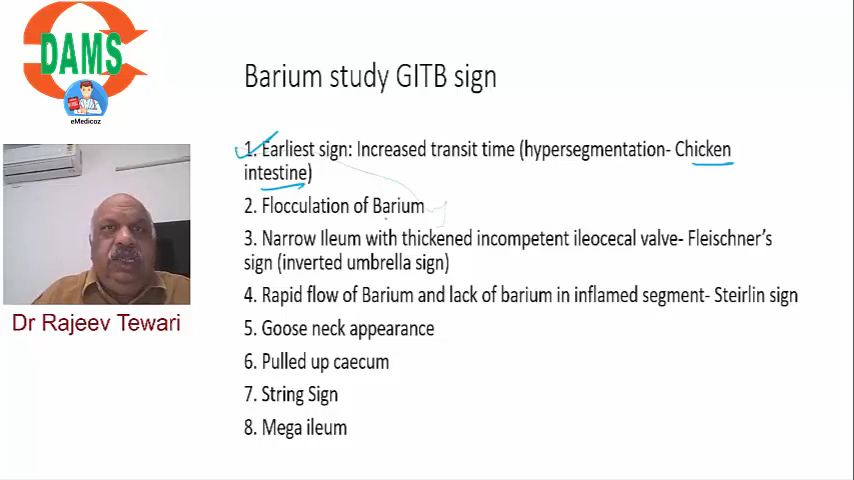 DAMS
eMedicoz
Dr Rajeev Tewari
Barium study GITB sign
1. Earliest sign: Increased transit time (hypersegmentation- Chicken
intestine)
2. Flocculation of Barium
3. Narrow Ileum with thickened incompetent ileocecal valve- Fleischner's
sign (inverted umbrella sign)
4. Rapid flow of Barium and lack of barium in inflamed segment- Steirlin sign
5. Goose neck appearance
6. Pulled up caecum
7. String Sign
8. Mega ileum